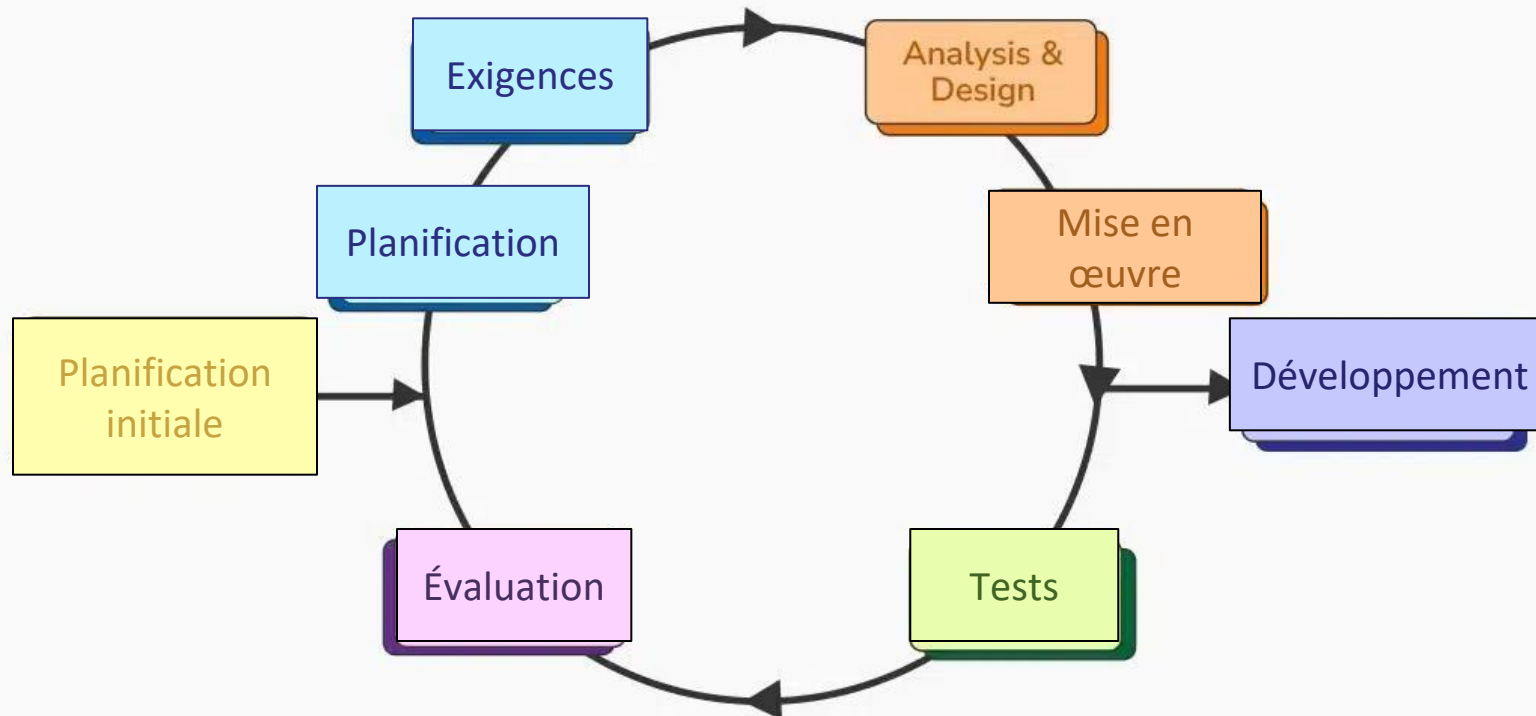 Exigences
Analysis &
Design
Planification
Mise en
œuvre
Planification
initiale
Développement
Évaluation
Tests